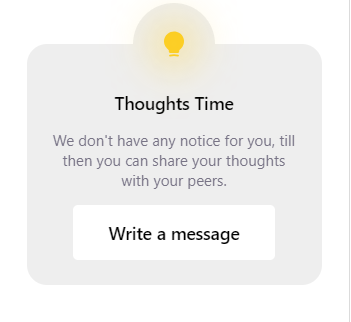 Thoughts Time
We don't have any notice for you, till
then you can share your thoughts
with your peers.
Write a message